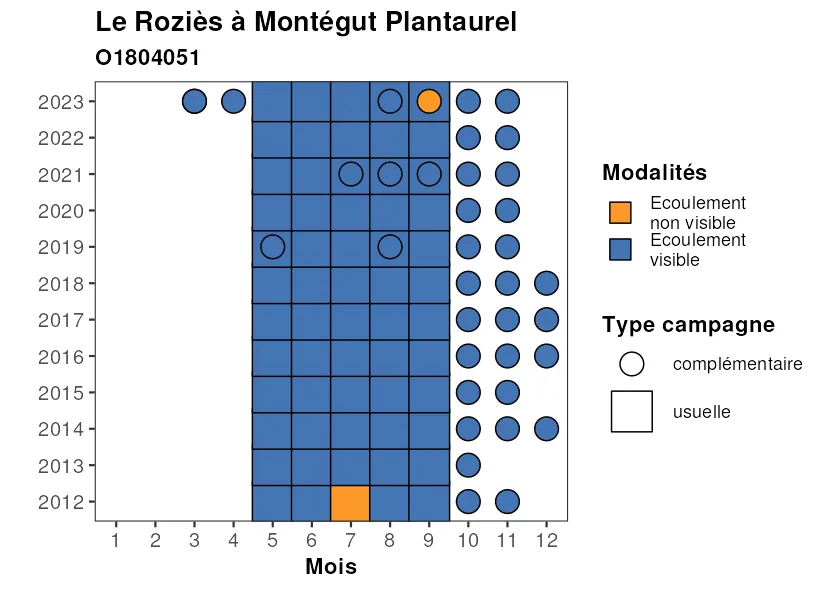 Le Roziès à Montégut Plantaurel
O1804051
2023
2022
2021
2020
2019
2018
2017
2016
2015
2014
2013
2012
1 2 3 4 5 6 7 8 9 10 11 12
Mois
Modalités
Ecoulement
non visible
Ecoulement
visible
Type campagne
complémentaire
usuelle